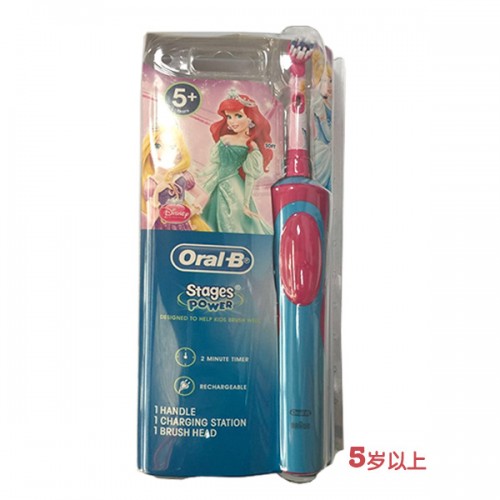 5+
Disney
Oral-B
Stages®
POWER
DESIGNED TO HELP KIDS BRUSH
2 MINUTE TIMER
RECHARGEABLE
1 HANDLE
1 CHARGING STATION
1 BRUSH HEAD
Oral-B
5岁以上